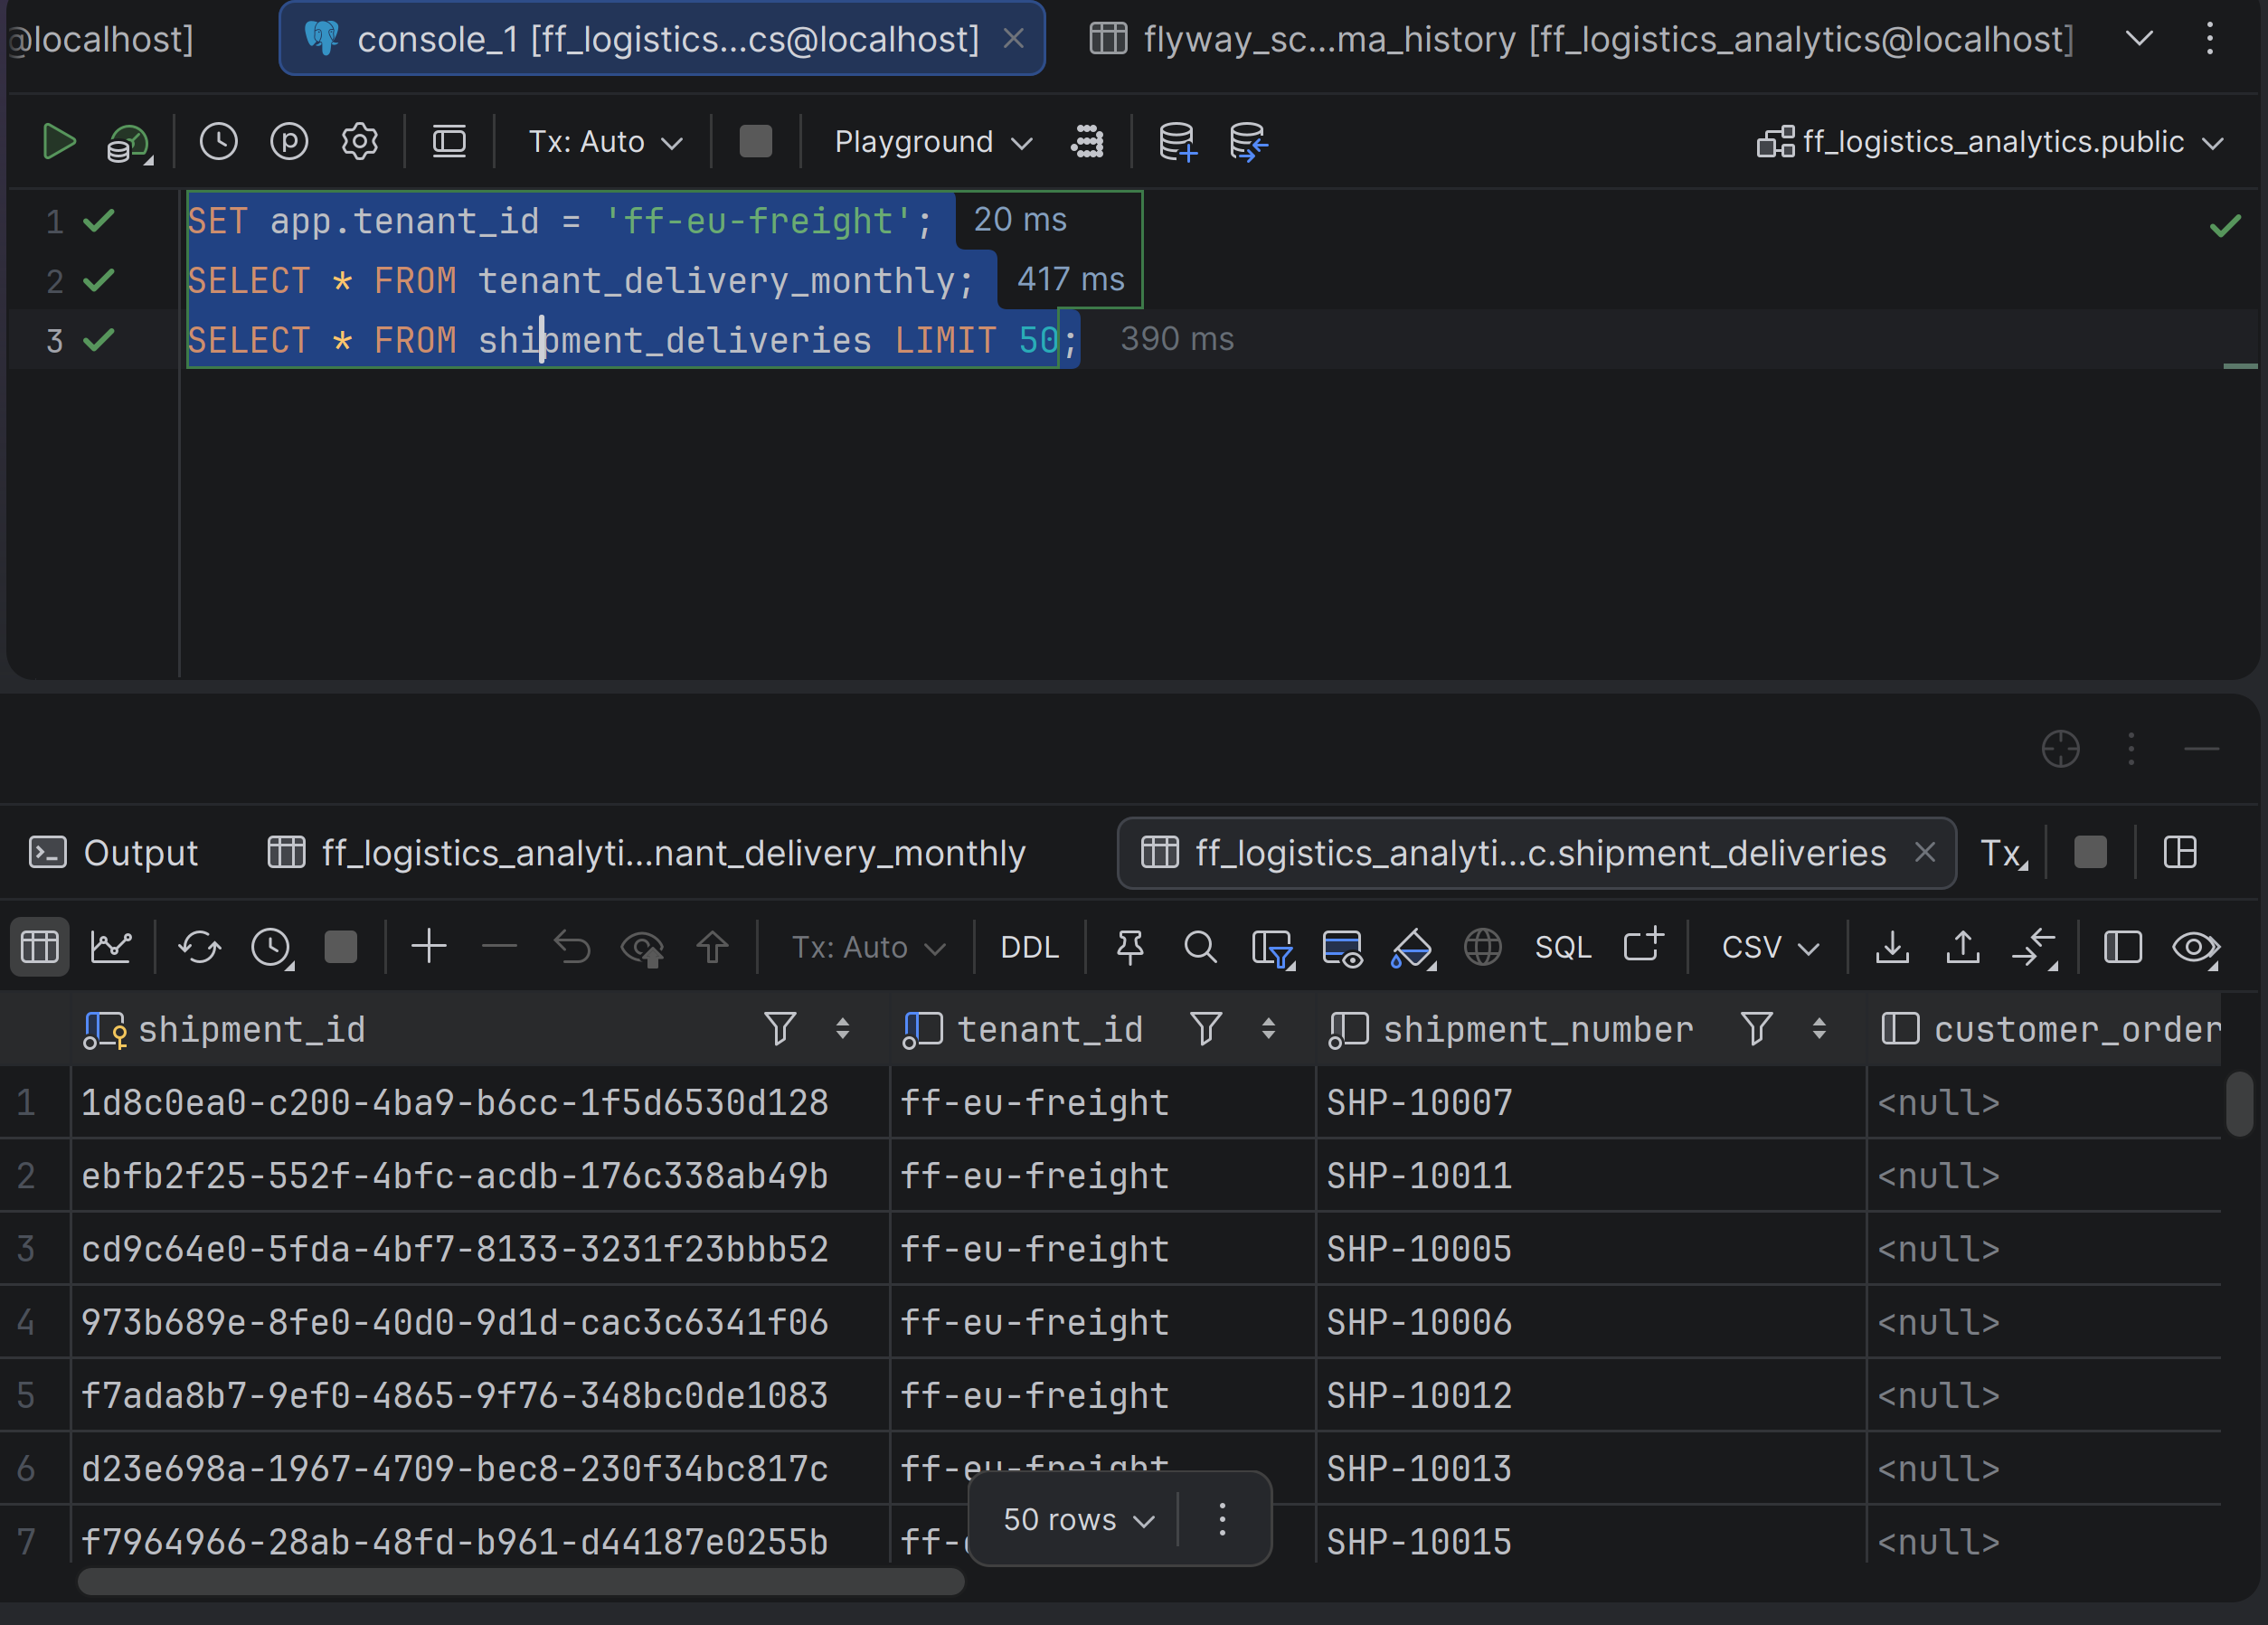 @localhost] console_1 [ff_logistics...cs@localhost] flyway_sc...ma_history [ff_logistics_analytics@localhost]
Tx: Auto Playground ff_logistics_analytics.public
1 SET app.tenant_id = 'ff-eu-freight'; 20 ms
2 SELECT * FROM tenant_delivery_monthly; 417 ms
3 SELECT * FROM shipment_deliveries LIMIT 50; 390 ms
Output ff_logistics_analyti...nant_delivery_monthly ff_logistics_analyti...c.shipment_deliveries Tx
Tx: Auto DDL SQL CSV
shipment_id tenant_id shipment_number customer_order
1 1d8c0ea0-c200-4ba9-b6cc-1f5d6530d128 ff-eu-freight SHP-10007 <null>
2 ebfb2f25-552f-4bfc-acdb-176c338ab49b ff-eu-freight SHP-10011 <null>
3 cd9c64e0-5fda-4bf7-8133-3231f23bbb52 ff-eu-freight SHP-10005 <null>
4 973b689e-8fe0-40d0-9d1d-cac3c6341f06 ff-eu-freight SHP-10006 <null>
5 f7ada8b7-9ef0-4865-9f76-348bc0de1083 ff-eu-freight SHP-10012 <null>
6 d23e698a-1967-4709-bec8-230f34bc817c ff-eu-freight SHP-10013 <null>
7 f7964966-28ab-48fd-b961-d44187e0255b ff- SHP-10015 <null>
50 rows